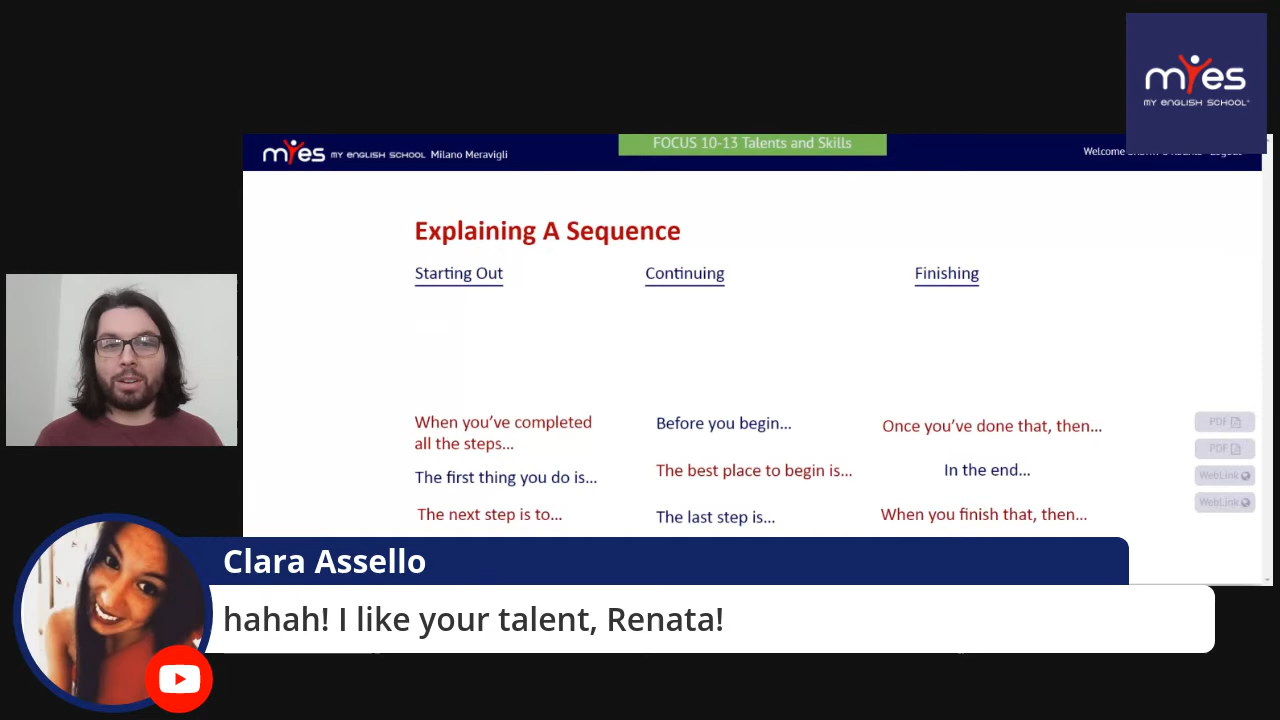 myes
MY ENGLISH SCHOOL
myes MY ENGLISH SCHOOL Milano Meravigli
FOCUS 10-13 Talents and Skills
Welcome
Explaining A Sequence
Starting Out
Continuing
Finishing
When you've completed
all the steps...
Before you begin...
Once you've done that, then...
The first thing you do is...
The best place to begin is...
In the end...
The next step is to...
The last step is...
When you finish that, then...
PDF
PDF
WebLink
WebLink
Clara Assello
hahah! I like your talent, Renata!